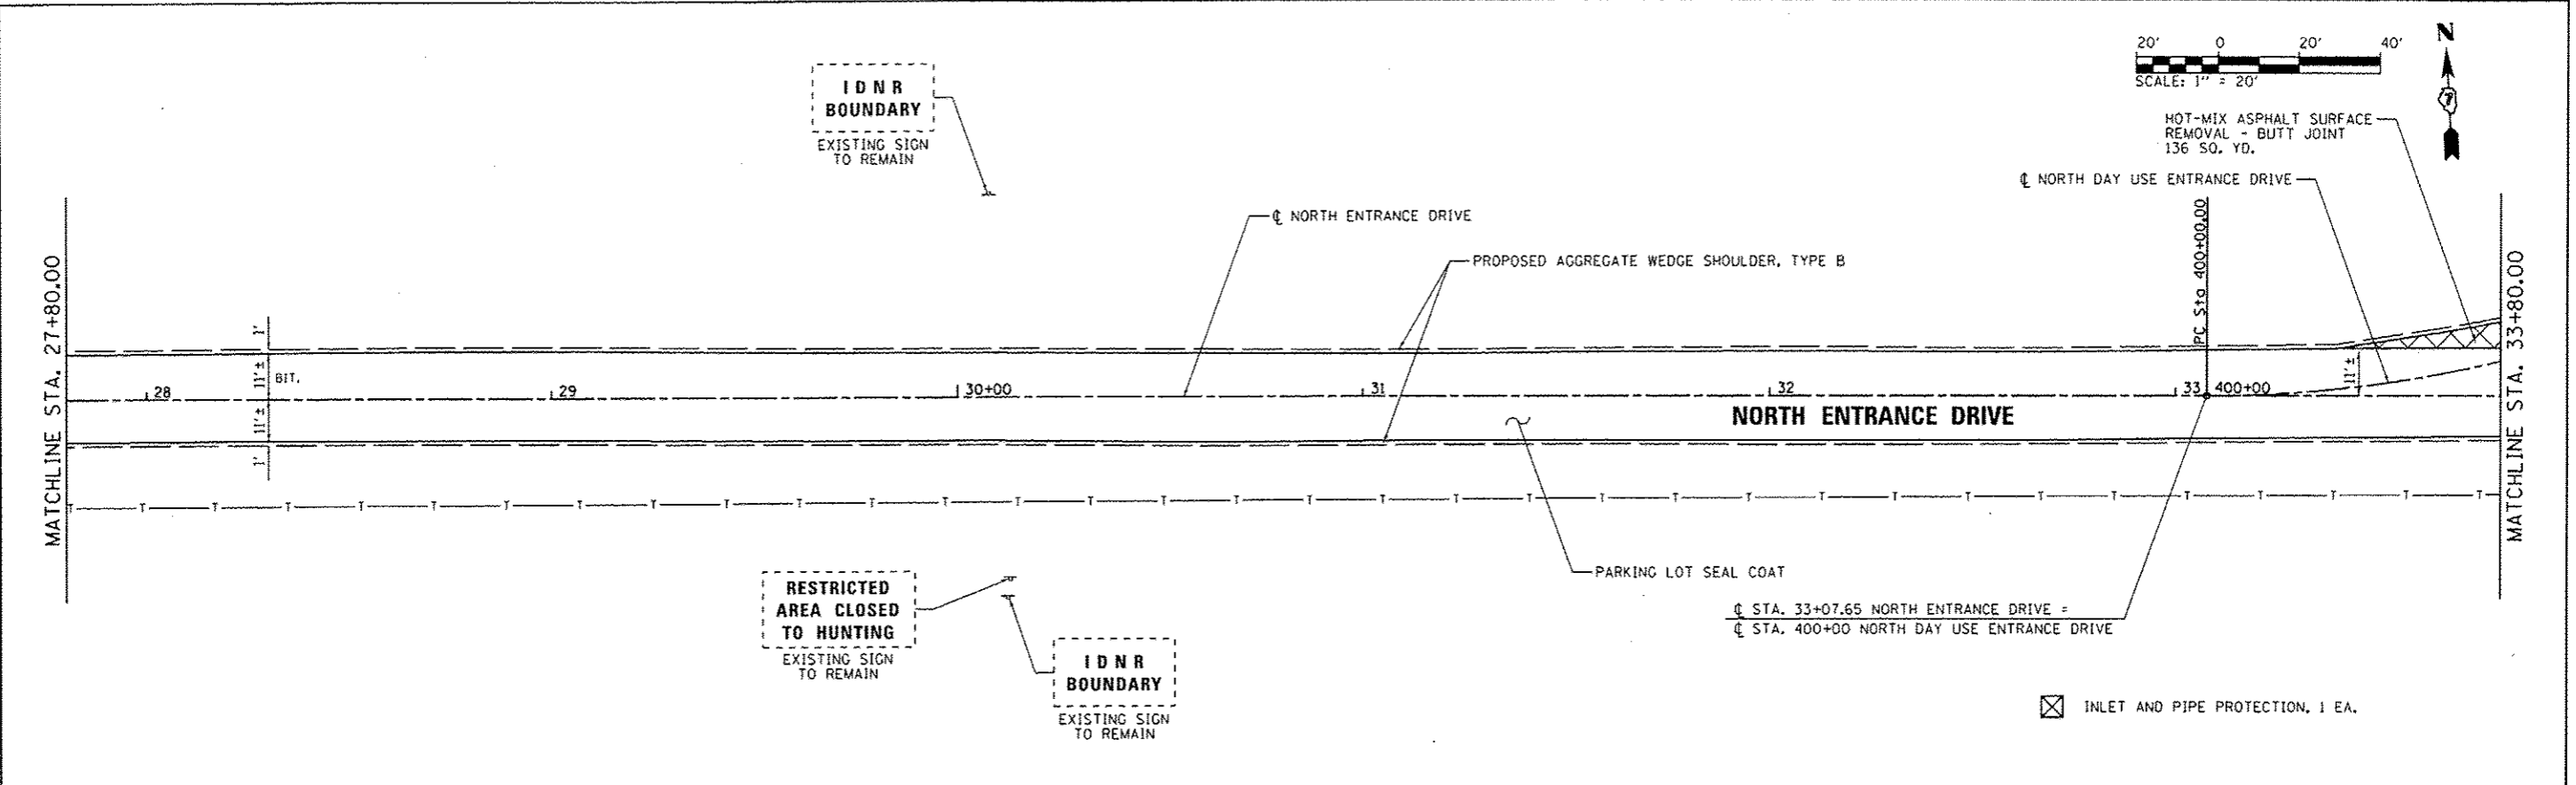 20' 0 20' 40'
SCALE: 1" = 20'
N
7
I D N R
BOUNDARY
EXISTING SIGN
TO REMAIN
HOT-MIX ASPHALT SURFACE
REMOVAL - BUTT JOINT
136 SQ. YD.
℄ NORTH DAY USE ENTRANCE DRIVE
℄ NORTH ENTRANCE DRIVE
PROPOSED AGGREGATE WEDGE SHOULDER, TYPE B
PC Sta 400+00.00
MATCHLINE STA. 27+80.00
MATCHLINE STA. 33+80.00
1'
11'±
BIT.
11'±
1'
28
29
30+00
31
32
33
400+00
11'±
NORTH ENTRANCE DRIVE
T T T T T T T T T T T T T T T T T T T T T T T T T T T T T T T T T T
PARKING LOT SEAL COAT
RESTRICTED
AREA CLOSED
TO HUNTING
EXISTING SIGN
TO REMAIN
I D N R
BOUNDARY
EXISTING SIGN
TO REMAIN
℄ STA. 33+07.65 NORTH ENTRANCE DRIVE =
℄ STA. 400+00 NORTH DAY USE ENTRANCE DRIVE
INLET AND PIPE PROTECTION, 1 EA.